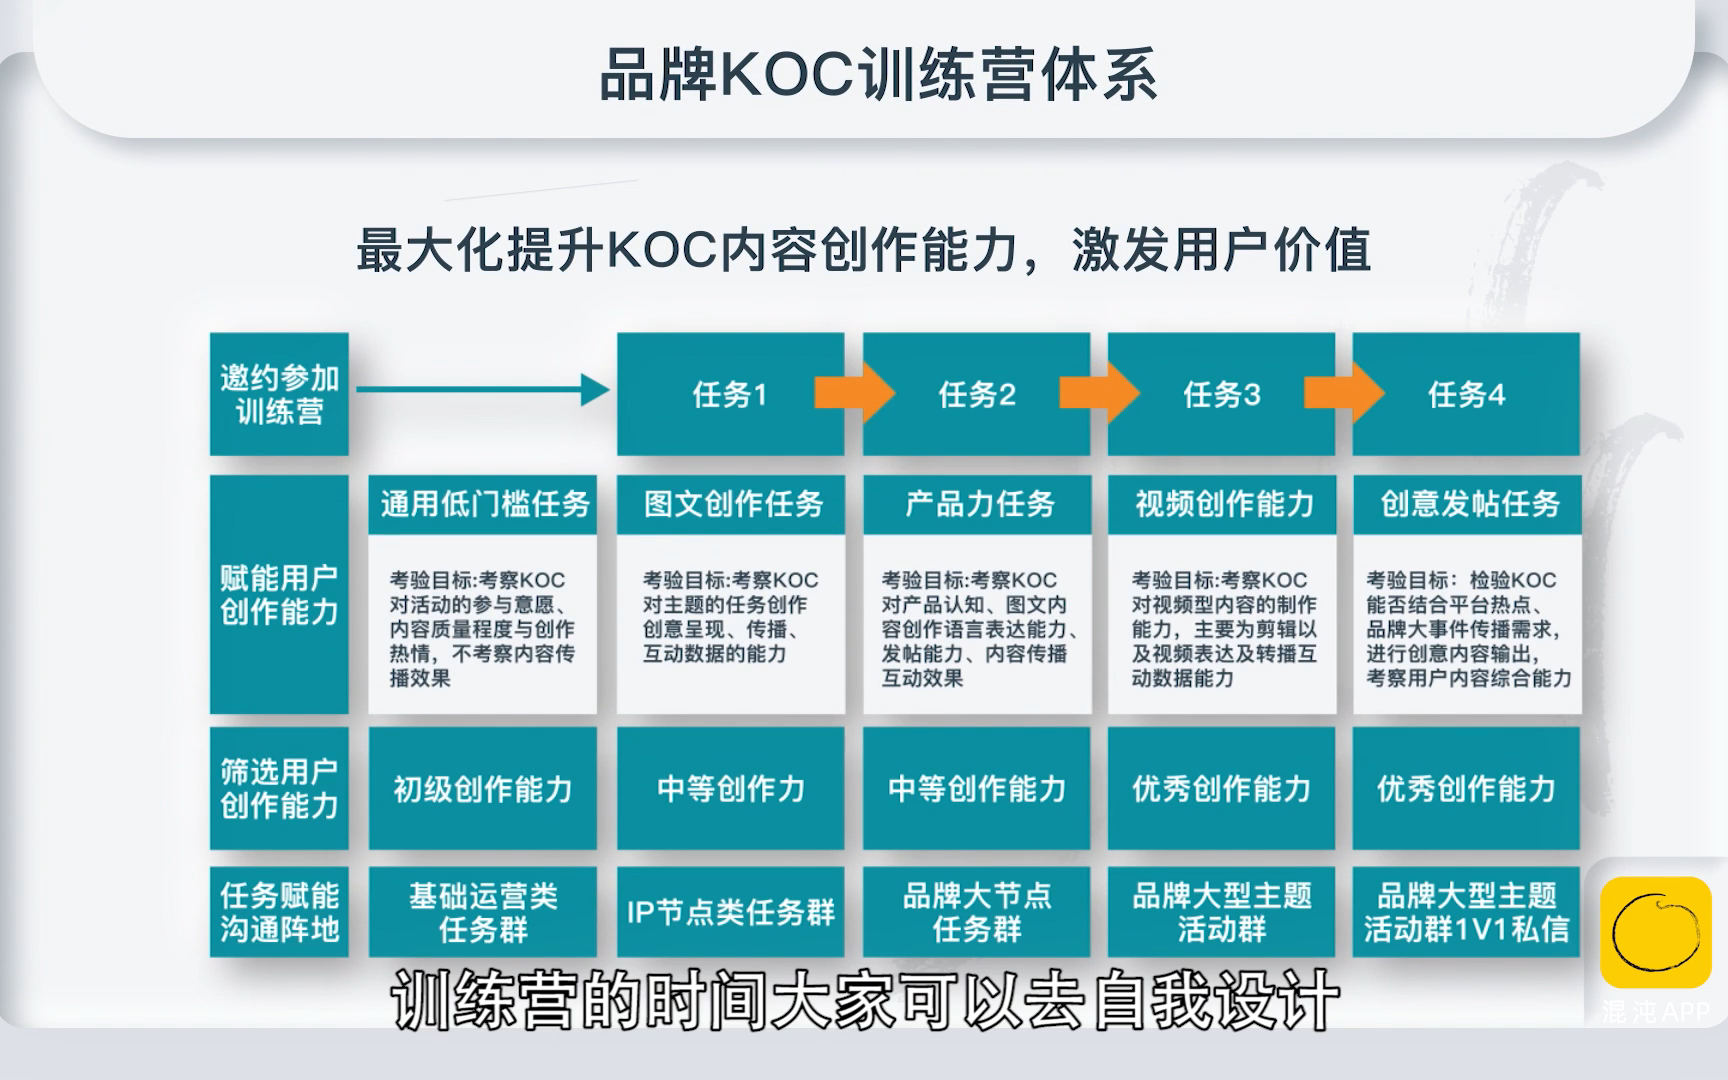 品牌KOC训练营体系
最大化提升KOC内容创作能力，激发用户价值
邀约参加
训练营
任务1
任务2
任务3
任务4
赋能用户
创作能力
通用低门槛任务
考验目标:考察KOC
对活动的参与意愿、
内容质量程度与创作
热情，不考察内容传
播效果
图文创作任务
考验目标:考察KOC
对主题的任务创作
创意呈现、传播、
互动数据的能力
产品力任务
考验目标:考察KOC
对产品认知、图文内
容创作语言表达能力、
发帖能力、内容传播
互动效果
视频创作能力
考验目标:考察KOC
对视频型内容的制作
能力，主要为剪辑以
及视频表达及转播互
动数据能力
创意发帖任务
考验目标：检验KOC
能否结合平台热点、
品牌大事件传播需求，
进行创意内容输出，
考察用户内容综合能力
筛选用户
创作能力
初级创作能力
中等创作力
中等创作能力
优秀创作能力
优秀创作能力
任务赋能
沟通阵地
基础运营类
任务群
IP节点类任务群
品牌大节点
任务群
品牌大型主题
活动群
品牌大型主题
活动群1V1私信
训练营的时间大家可以去自我设计
混沌APP